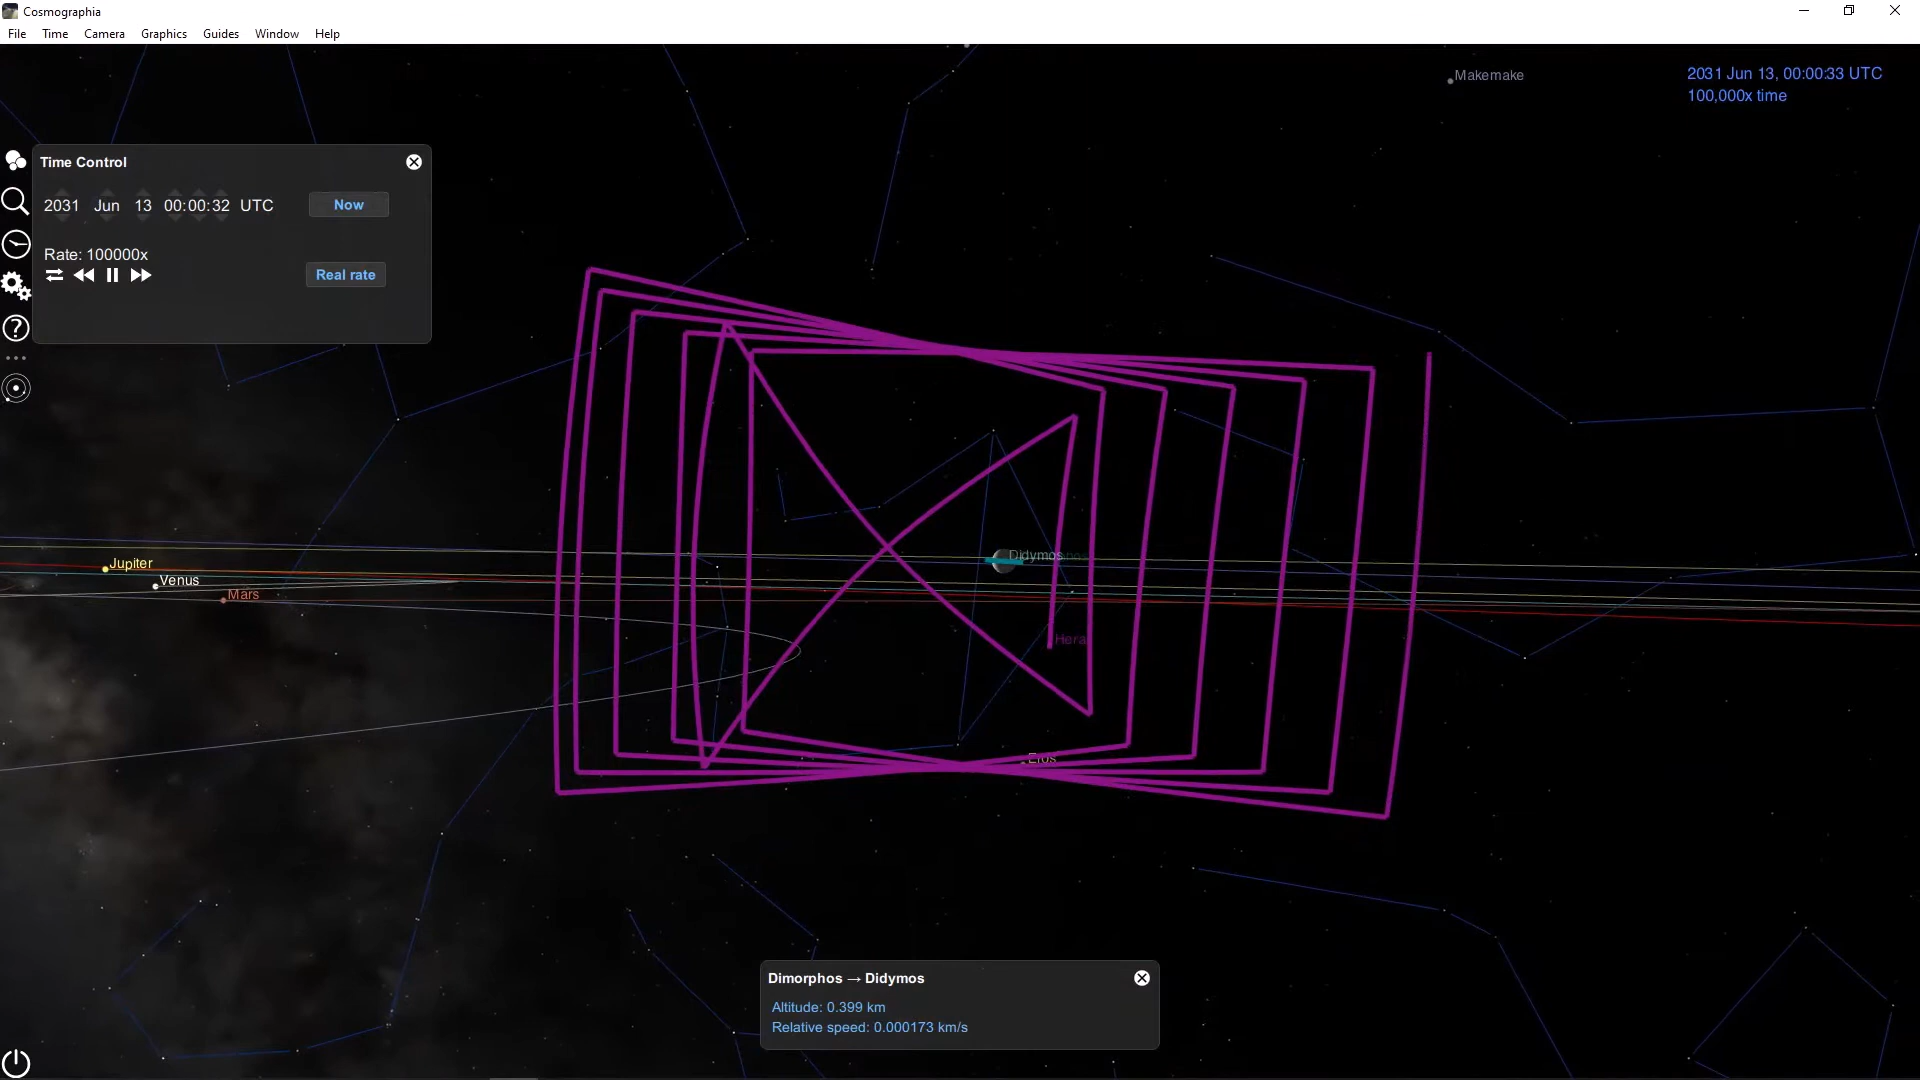 Cosmographia
File Time Camera Graphics Guides Window Help
Makemake
2031 Jun 13, 00:00:33 UTC
100,000x time
Time Control
2031 Jun 13 00:00:32 UTC Now
Rate: 100000x
Real rate
Didymos
Jupiter
Venus
Mars
Hera
Eros
Dimorphos → Didymos
Altitude: 0.399 km
Relative speed: 0.000173 km/s